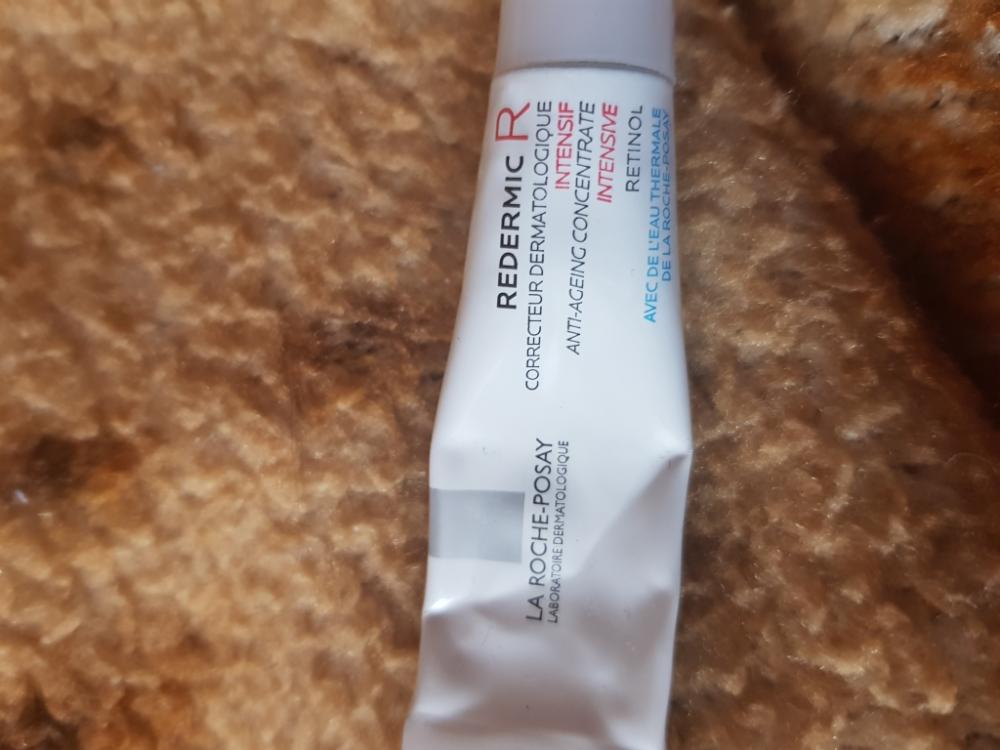 REDERMIC R
CORRECTEUR DERMATOLOGIQUE
INTENSIF
ANTI-AGEING CONCENTRATE
INTENSIVE
RETINOL
AVEC DE L'EAU THERMALE
DE LA ROCHE-POSAY
LA ROCHE-POSAY
LABORATOIRE DERMATOLOGIQUE